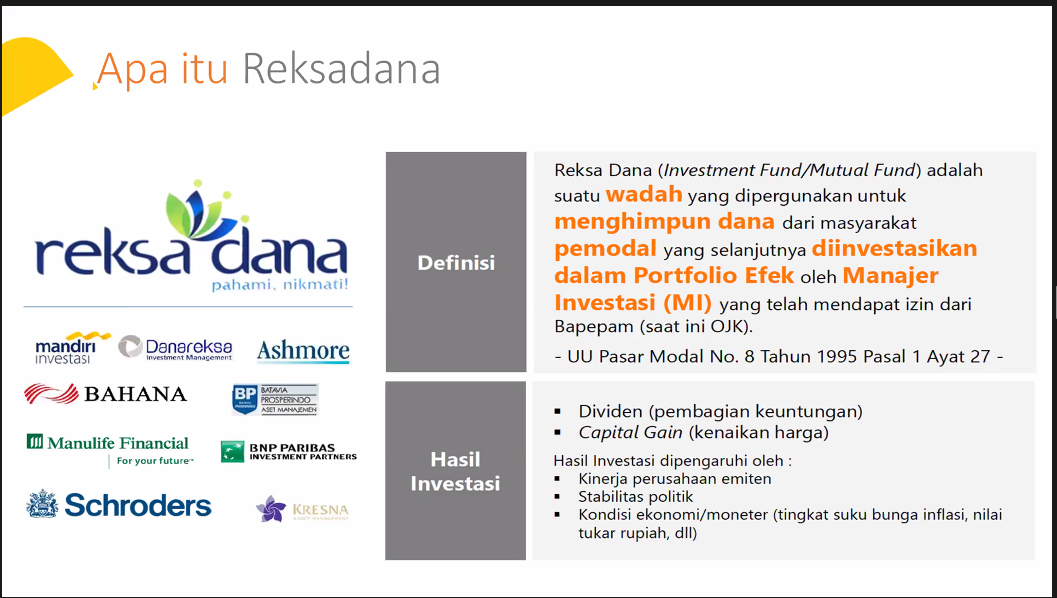 Apa itu Reksadana
reksa dana
pahami, nikmati!
mandiri
investasi
Danareksa
Investment Management
Ashmore
BAHANA
BP
BATAVIA
PROSPERINDO
ASET MANAJEMEN
Manulife Financial
For your future
BNP PARIBAS
INVESTMENT PARTNERS
Schroders
KRESNA
Definisi
Reksa Dana (Investment Fund/Mutual Fund) adalah
suatu wadah yang dipergunakan untuk
menghimpun dana dari masyarakat
pemodal yang selanjutnya diinvestasikan
dalam Portfolio Efek oleh Manajer
Investasi (MI) yang telah mendapat izin dari
Bapepam (saat ini OJK).
- UU Pasar Modal No. 8 Tahun 1995 Pasal 1 Ayat 27 -
Hasil
Investasi
▪ Dividen (pembagian keuntungan)
▪ Capital Gain (kenaikan harga)
Hasil Investasi dipengaruhi oleh :
▪ Kinerja perusahaan emiten
▪ Stabilitas politik
▪ Kondisi ekonomi/moneter (tingkat suku bunga inflasi, nilai
tukar rupiah, dll)